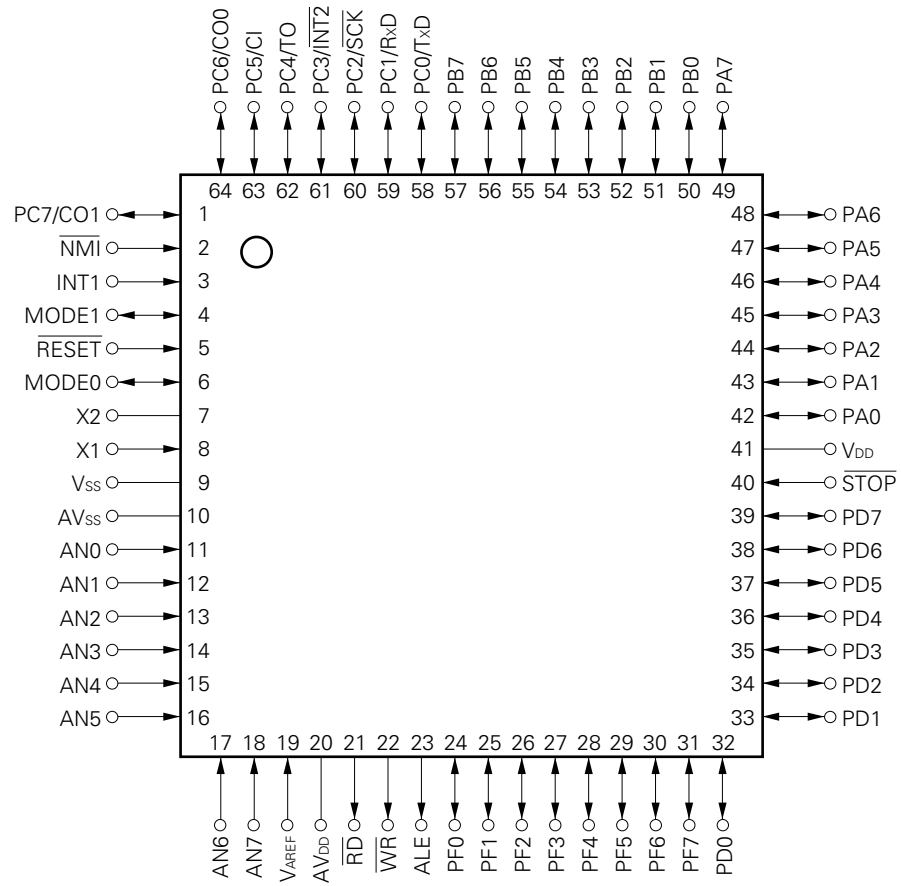 PC6/CO0
PC5/CI
PC4/TO
PC3/INT2
PC2/SCK
PC1/RxD
PC0/TxD
PB7
PB6
PB5
PB4
PB3
PB2
PB1
PB0
PA7
64 63 62 61 60 59 58 57 56 55 54 53 52 51 50 49
PC7/CO1 1
NMI 2
INT1 3
MODE1 4
RESET 5
MODE0 6
X2 7
X1 8
VSS 9
AVSS 10
AN0 11
AN1 12
AN2 13
AN3 14
AN4 15
AN5 16
48 PA6
47 PA5
46 PA4
45 PA3
44 PA2
43 PA1
42 PA0
41 VDD
40 STOP
39 PD7
38 PD6
37 PD5
36 PD4
35 PD3
34 PD2
33 PD1
17 18 19 20 21 22 23 24 25 26 27 28 29 30 31 32
AN6
AN7
VAREF
AVDD
RD
WR
ALE
PF0
PF1
PF2
PF3
PF4
PF5
PF6
PF7
PD0